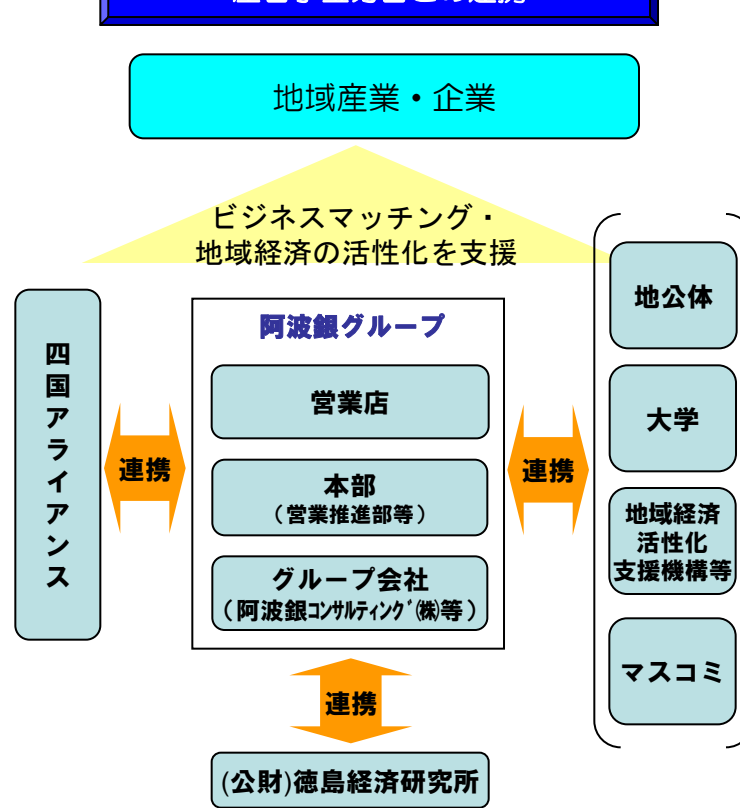 地域産業・企業
ビジネスマッチング・
地域経済の活性化を支援
四国アライアンス
連携
阿波銀グループ
営業店
本部
（営業推進部等）
グループ会社
（阿波銀ｺﾝｻﾙﾃｨﾝｸﾞ㈱等）
連携
地公体
大学
地域経済
活性化
支援機構等
マスコミ
連携
(公財)徳島経済研究所